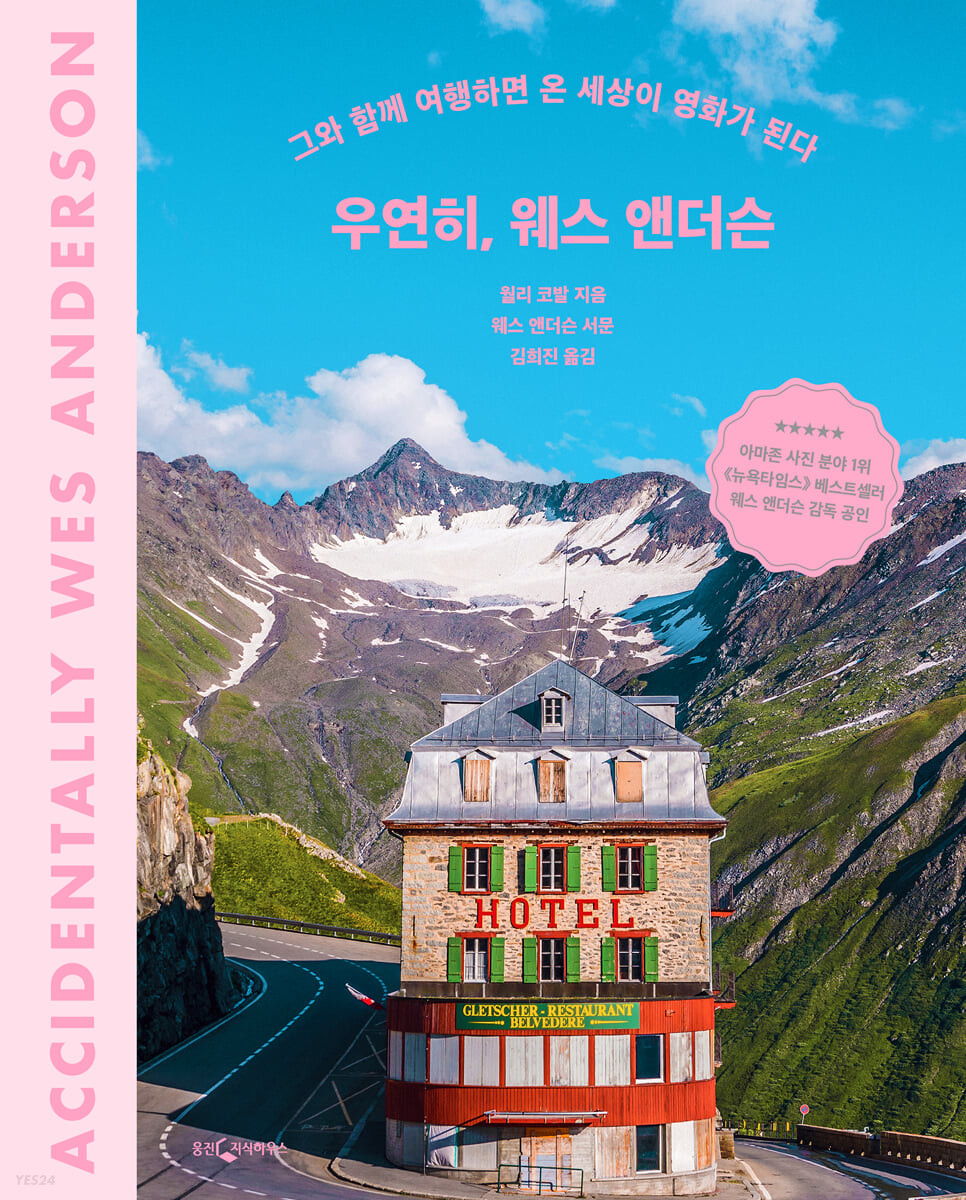 ACCIDENTALLY WES ANDERSON
그와 함께 여행하면 온 세상이 영화가 된다
우연히, 웨스 앤더슨
월리 코발 지음
웨스 앤더슨 서문
김희진 옮김
★★★★★
아마존 사진 분야 1위
《뉴욕타임스》 베스트셀러
웨스 앤더슨 감독 공인
HOTEL
GLETSCHER - RESTAURANT
BELVEDERE
웅진 지식하우스
YES24